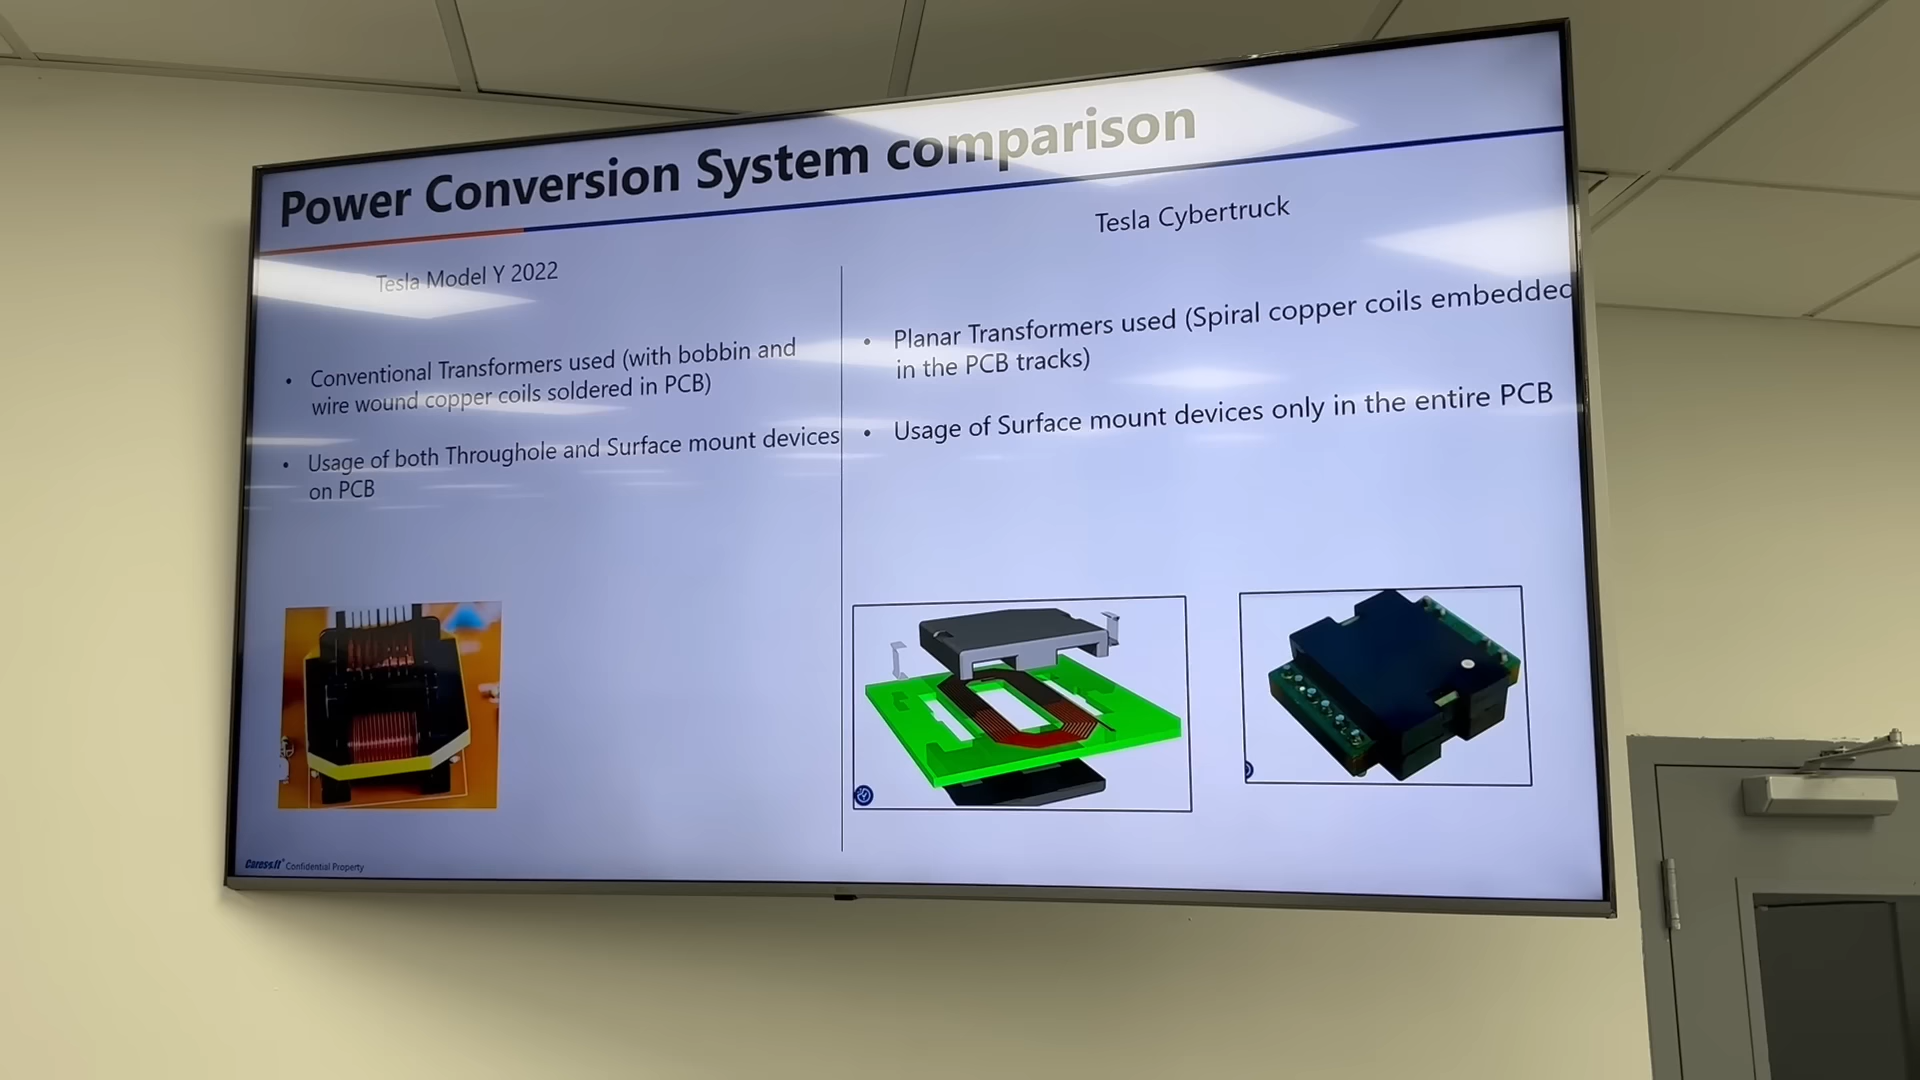 Power Conversion System comparison
Tesla Model Y 2022
• Conventional Transformers used (with bobbin and
wire wound copper coils soldered in PCB)
• Usage of both Throughole and Surface mount devices
on PCB
Tesla Cybertruck
• Planar Transformers used (Spiral copper coils embedded
in the PCB tracks)
• Usage of Surface mount devices only in the entire PCB
Caresoft® Confidential Property